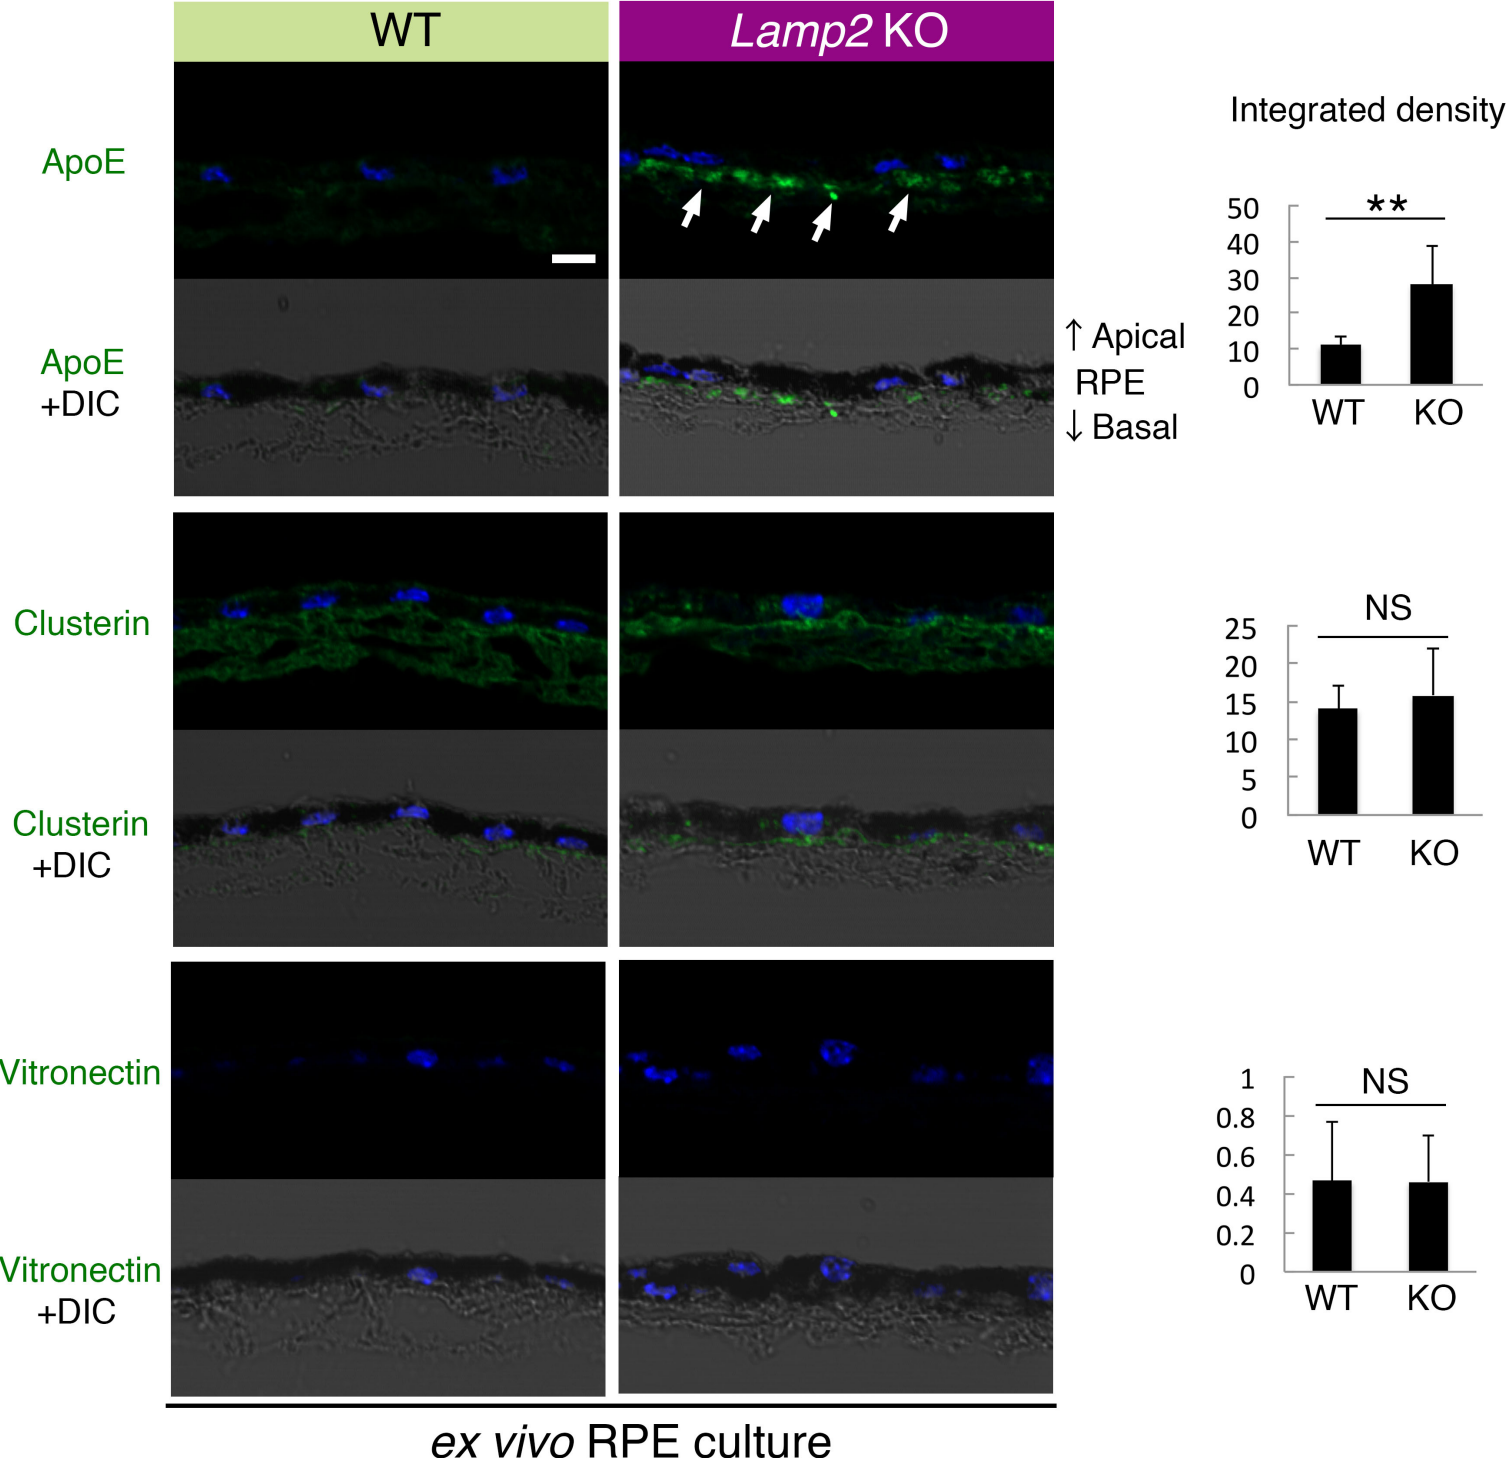 WT
Lamp2 KO
Integrated density
ApoE
ApoE
+DIC
↑ Apical
RPE
↓ Basal
**
50
40
30
20
10
0
WT KO
Clusterin
Clusterin
+DIC
NS
25
20
15
10
5
0
WT KO
Vitronectin
Vitronectin
+DIC
NS
1
0.8
0.6
0.4
0.2
0
WT KO
ex vivo RPE culture